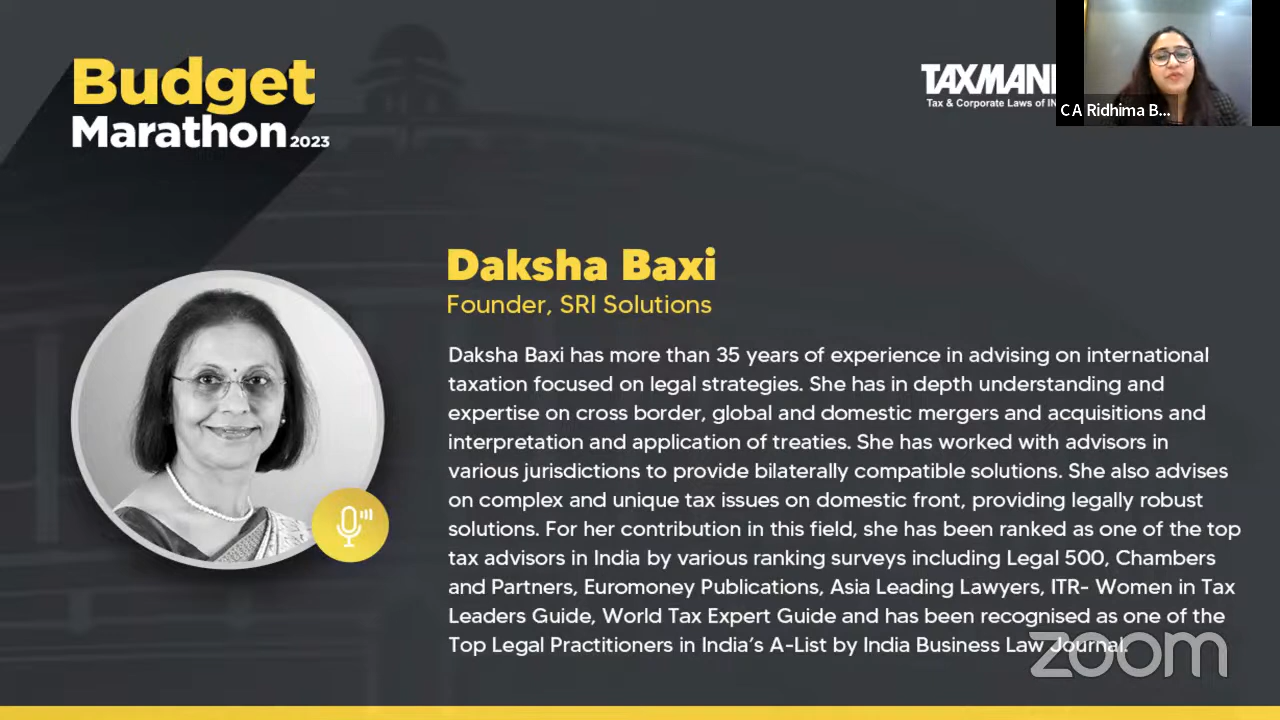 Budget
Marathon 2023
TAXMAN
Tax & Corporate Laws of IN
CA Ridhima B...
Daksha Baxi
Founder, SRI Solutions
Daksha Baxi has more than 35 years of experience in advising on international
taxation focused on legal strategies. She has in depth understanding and
expertise on cross border, global and domestic mergers and acquisitions and
interpretation and application of treaties. She has worked with advisors in
various jurisdictions to provide bilaterally compatible solutions. She also advises
on complex and unique tax issues on domestic front, providing legally robust
solutions. For her contribution in this field, she has been ranked as one of the top
tax advisors in India by various ranking surveys including Legal 500, Chambers
and Partners, Euromoney Publications, Asia Leading Lawyers, ITR- Women in Tax
Leaders Guide, World Tax Expert Guide and has been recognised as one of the
Top Legal Practitioners in India's A-List by India Business Law Journal.
zoom